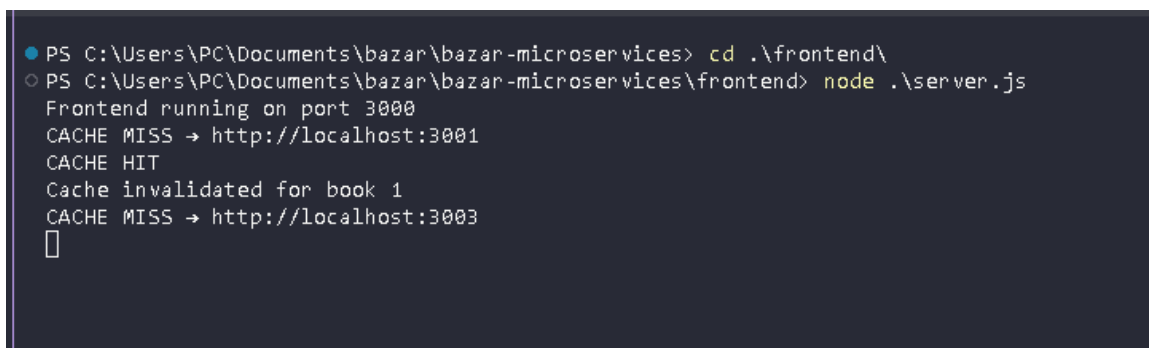 PS C:\Users\PC\Documents\bazar\bazar-microservices> cd .\frontend\
PS C:\Users\PC\Documents\bazar\bazar-microservices\frontend> node .\server.js
Frontend running on port 3000
CACHE MISS → http://localhost:3001
CACHE HIT
Cache invalidated for book 1
CACHE MISS → http://localhost:3003